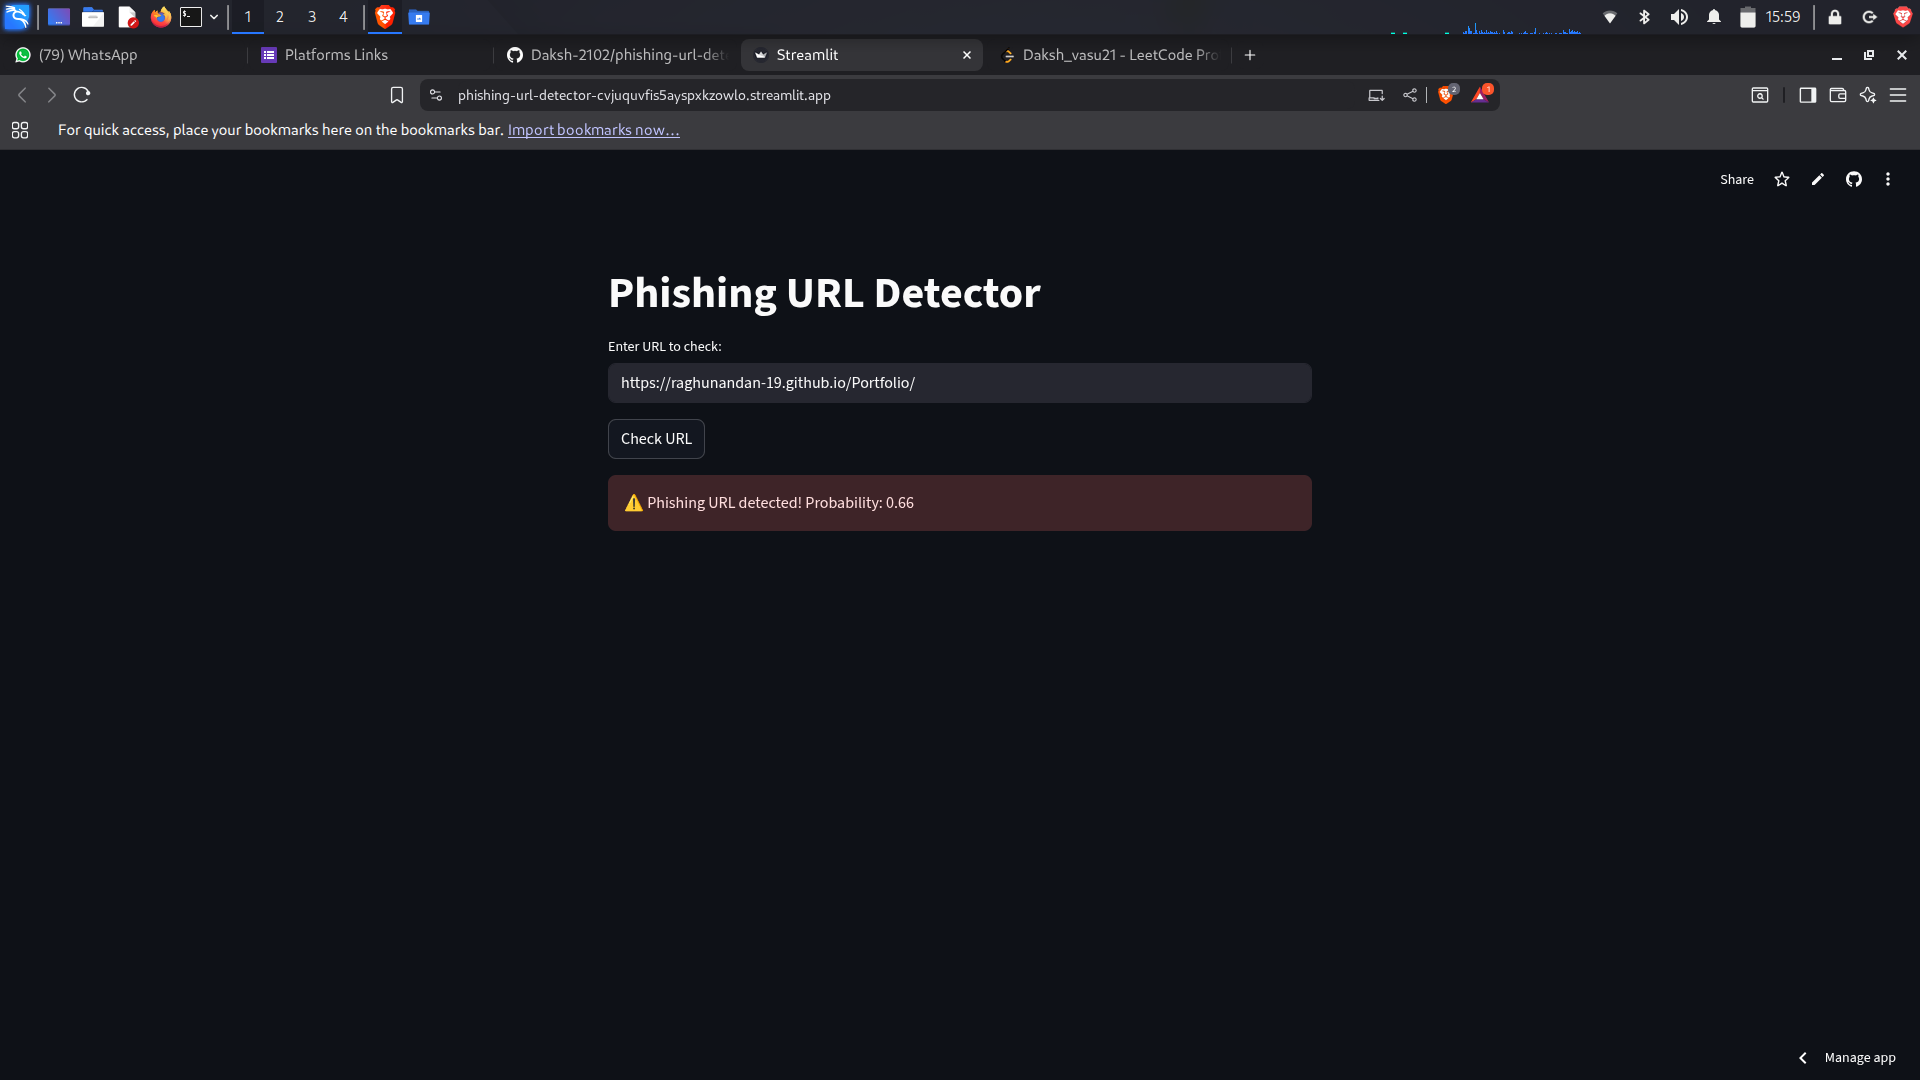 1 2 3 4 15:59
(79) WhatsApp Platforms Links Daksh-2102/phishing-url-det Streamlit Daksh_vasu21 - LeetCode Pro
phishing-url-detector-cvjuquvfis5ayspxkzowlo.streamlit.app 2 1
For quick access, place your bookmarks here on the bookmarks bar. Import bookmarks now...
Share
Phishing URL Detector
Enter URL to check:
https://raghunandan-19.github.io/Portfolio/
Check URL
⚠️ Phishing URL detected! Probability: 0.66
Manage app